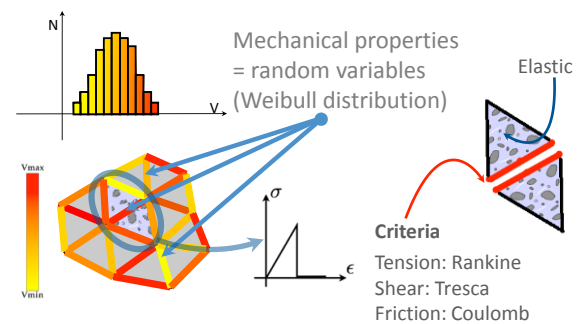 N
V
Mechanical properties
= random variables
(Weibull distribution)
Elastic
Vmax
Vmin
σ
ϵ
Criteria
Tension: Rankine
Shear: Tresca
Friction: Coulomb